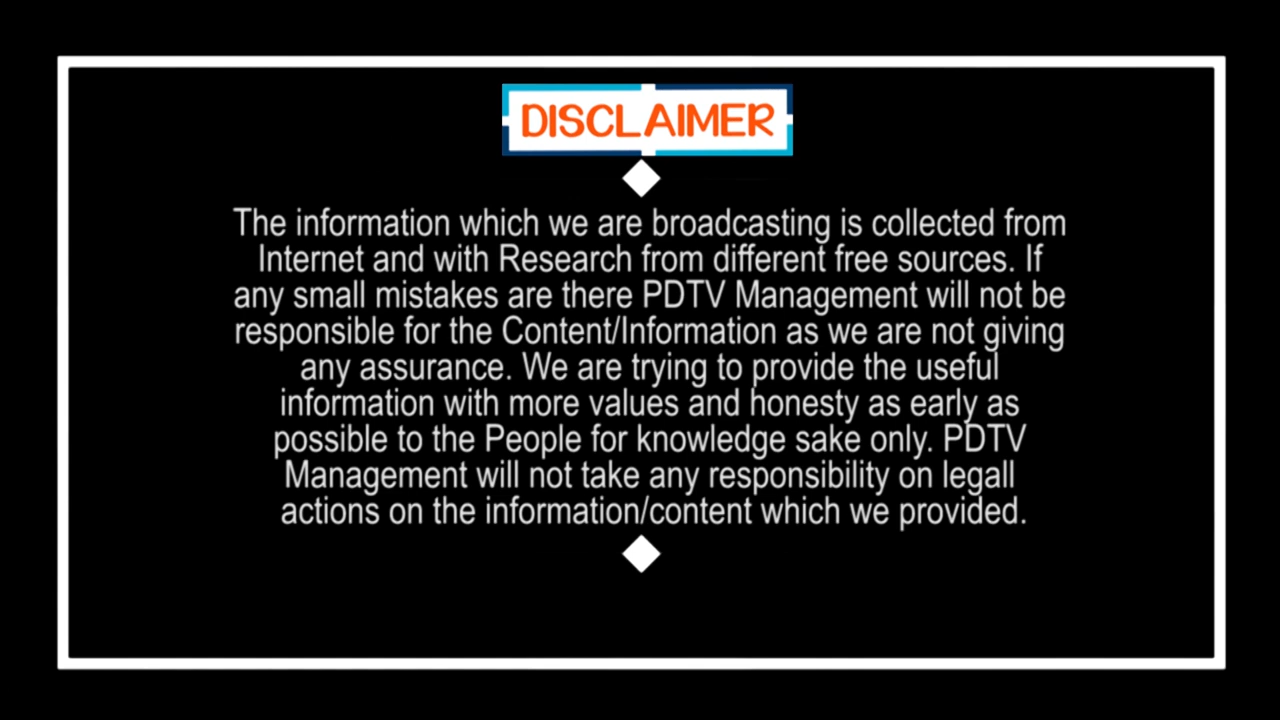 DISCLAIMER
The information which we are broadcasting is collected from
Internet and with Research from different free sources. If
any small mistakes are there PDTV Management will not be
responsible for the Content/Information as we are not giving
any assurance. We are trying to provide the useful
information with more values and honesty as early as
possible to the People for knowledge sake only. PDTV
Management will not take any responsibility on legall
actions on the information/content which we provided.